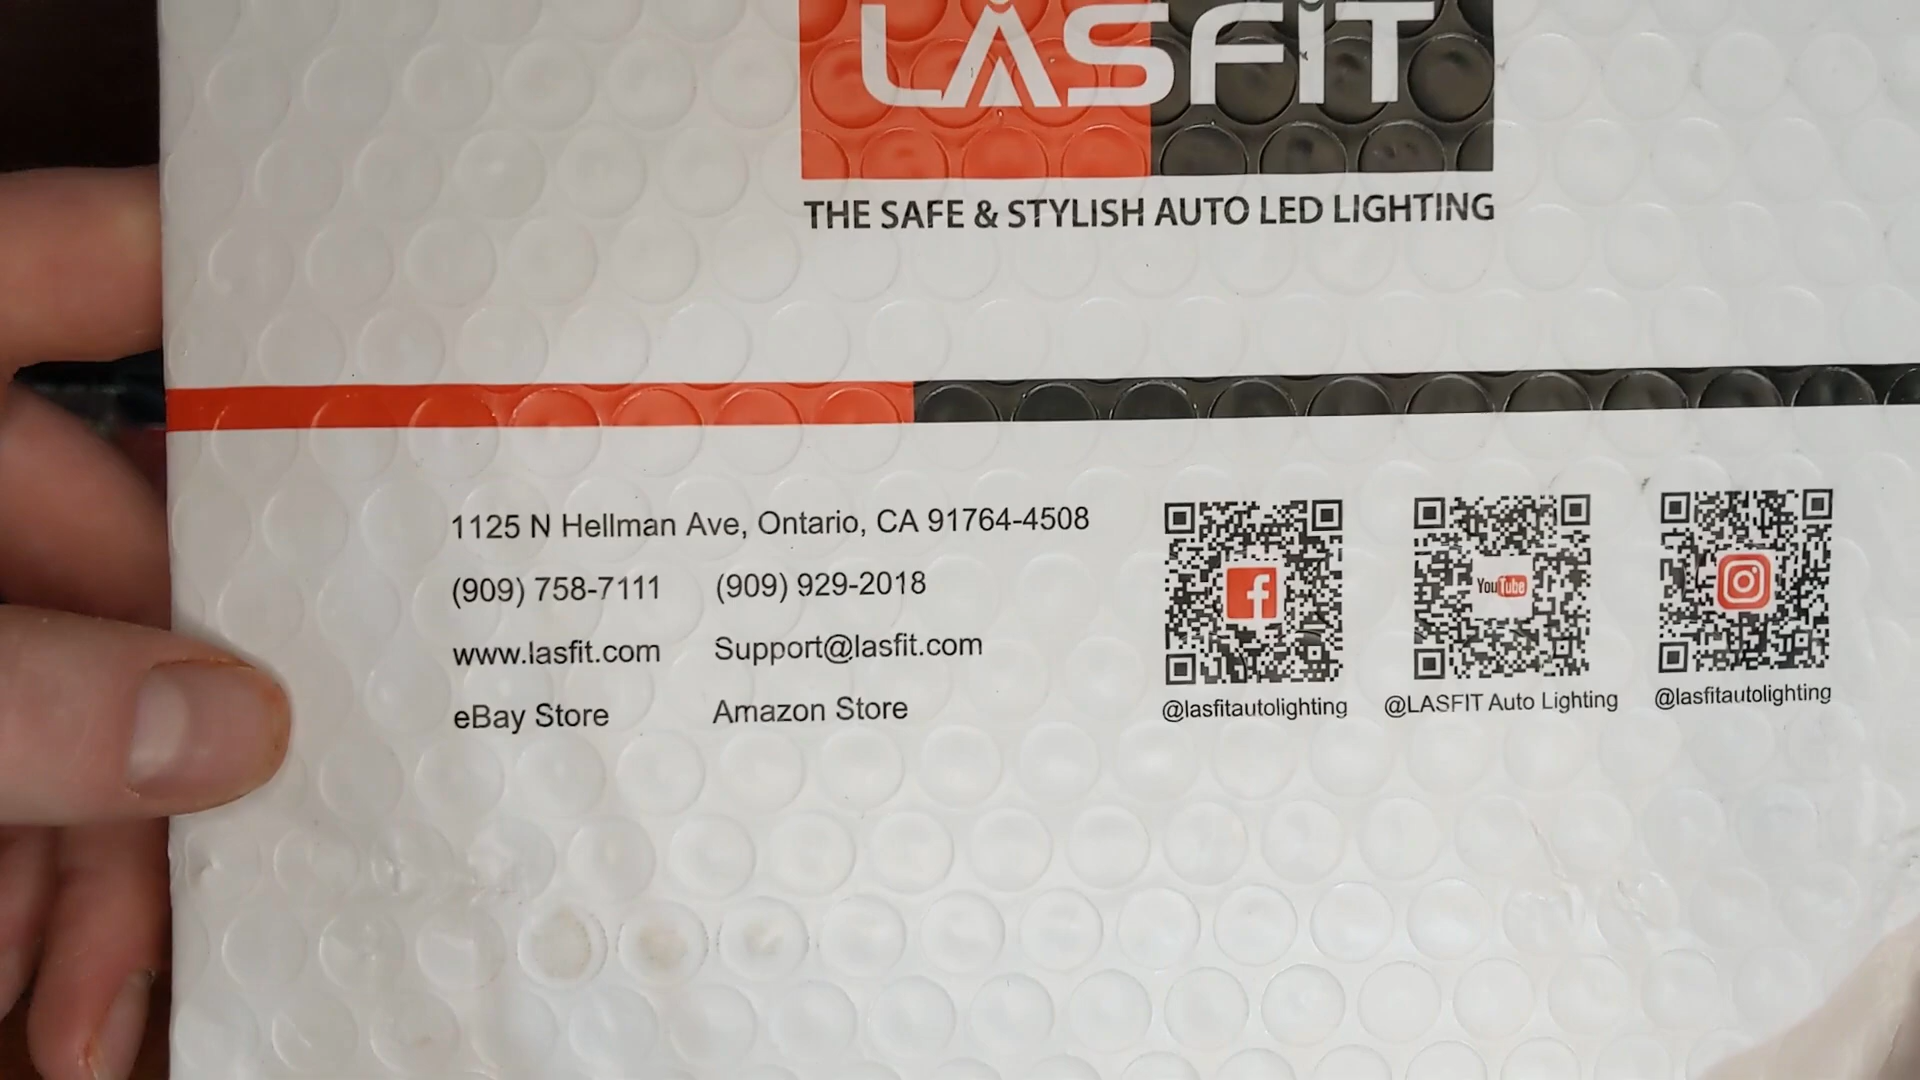 LASFIT
THE SAFE & STYLISH AUTO LED LIGHTING
1125 N Hellman Ave, Ontario, CA 91764-4508
(909) 758-7111 (909) 929-2018
www.lasfit.com Support@lasfit.com
eBay Store Amazon Store
f
YouTube
@lasfitautolighting
@LASFIT Auto Lighting
@lasfitautolighting